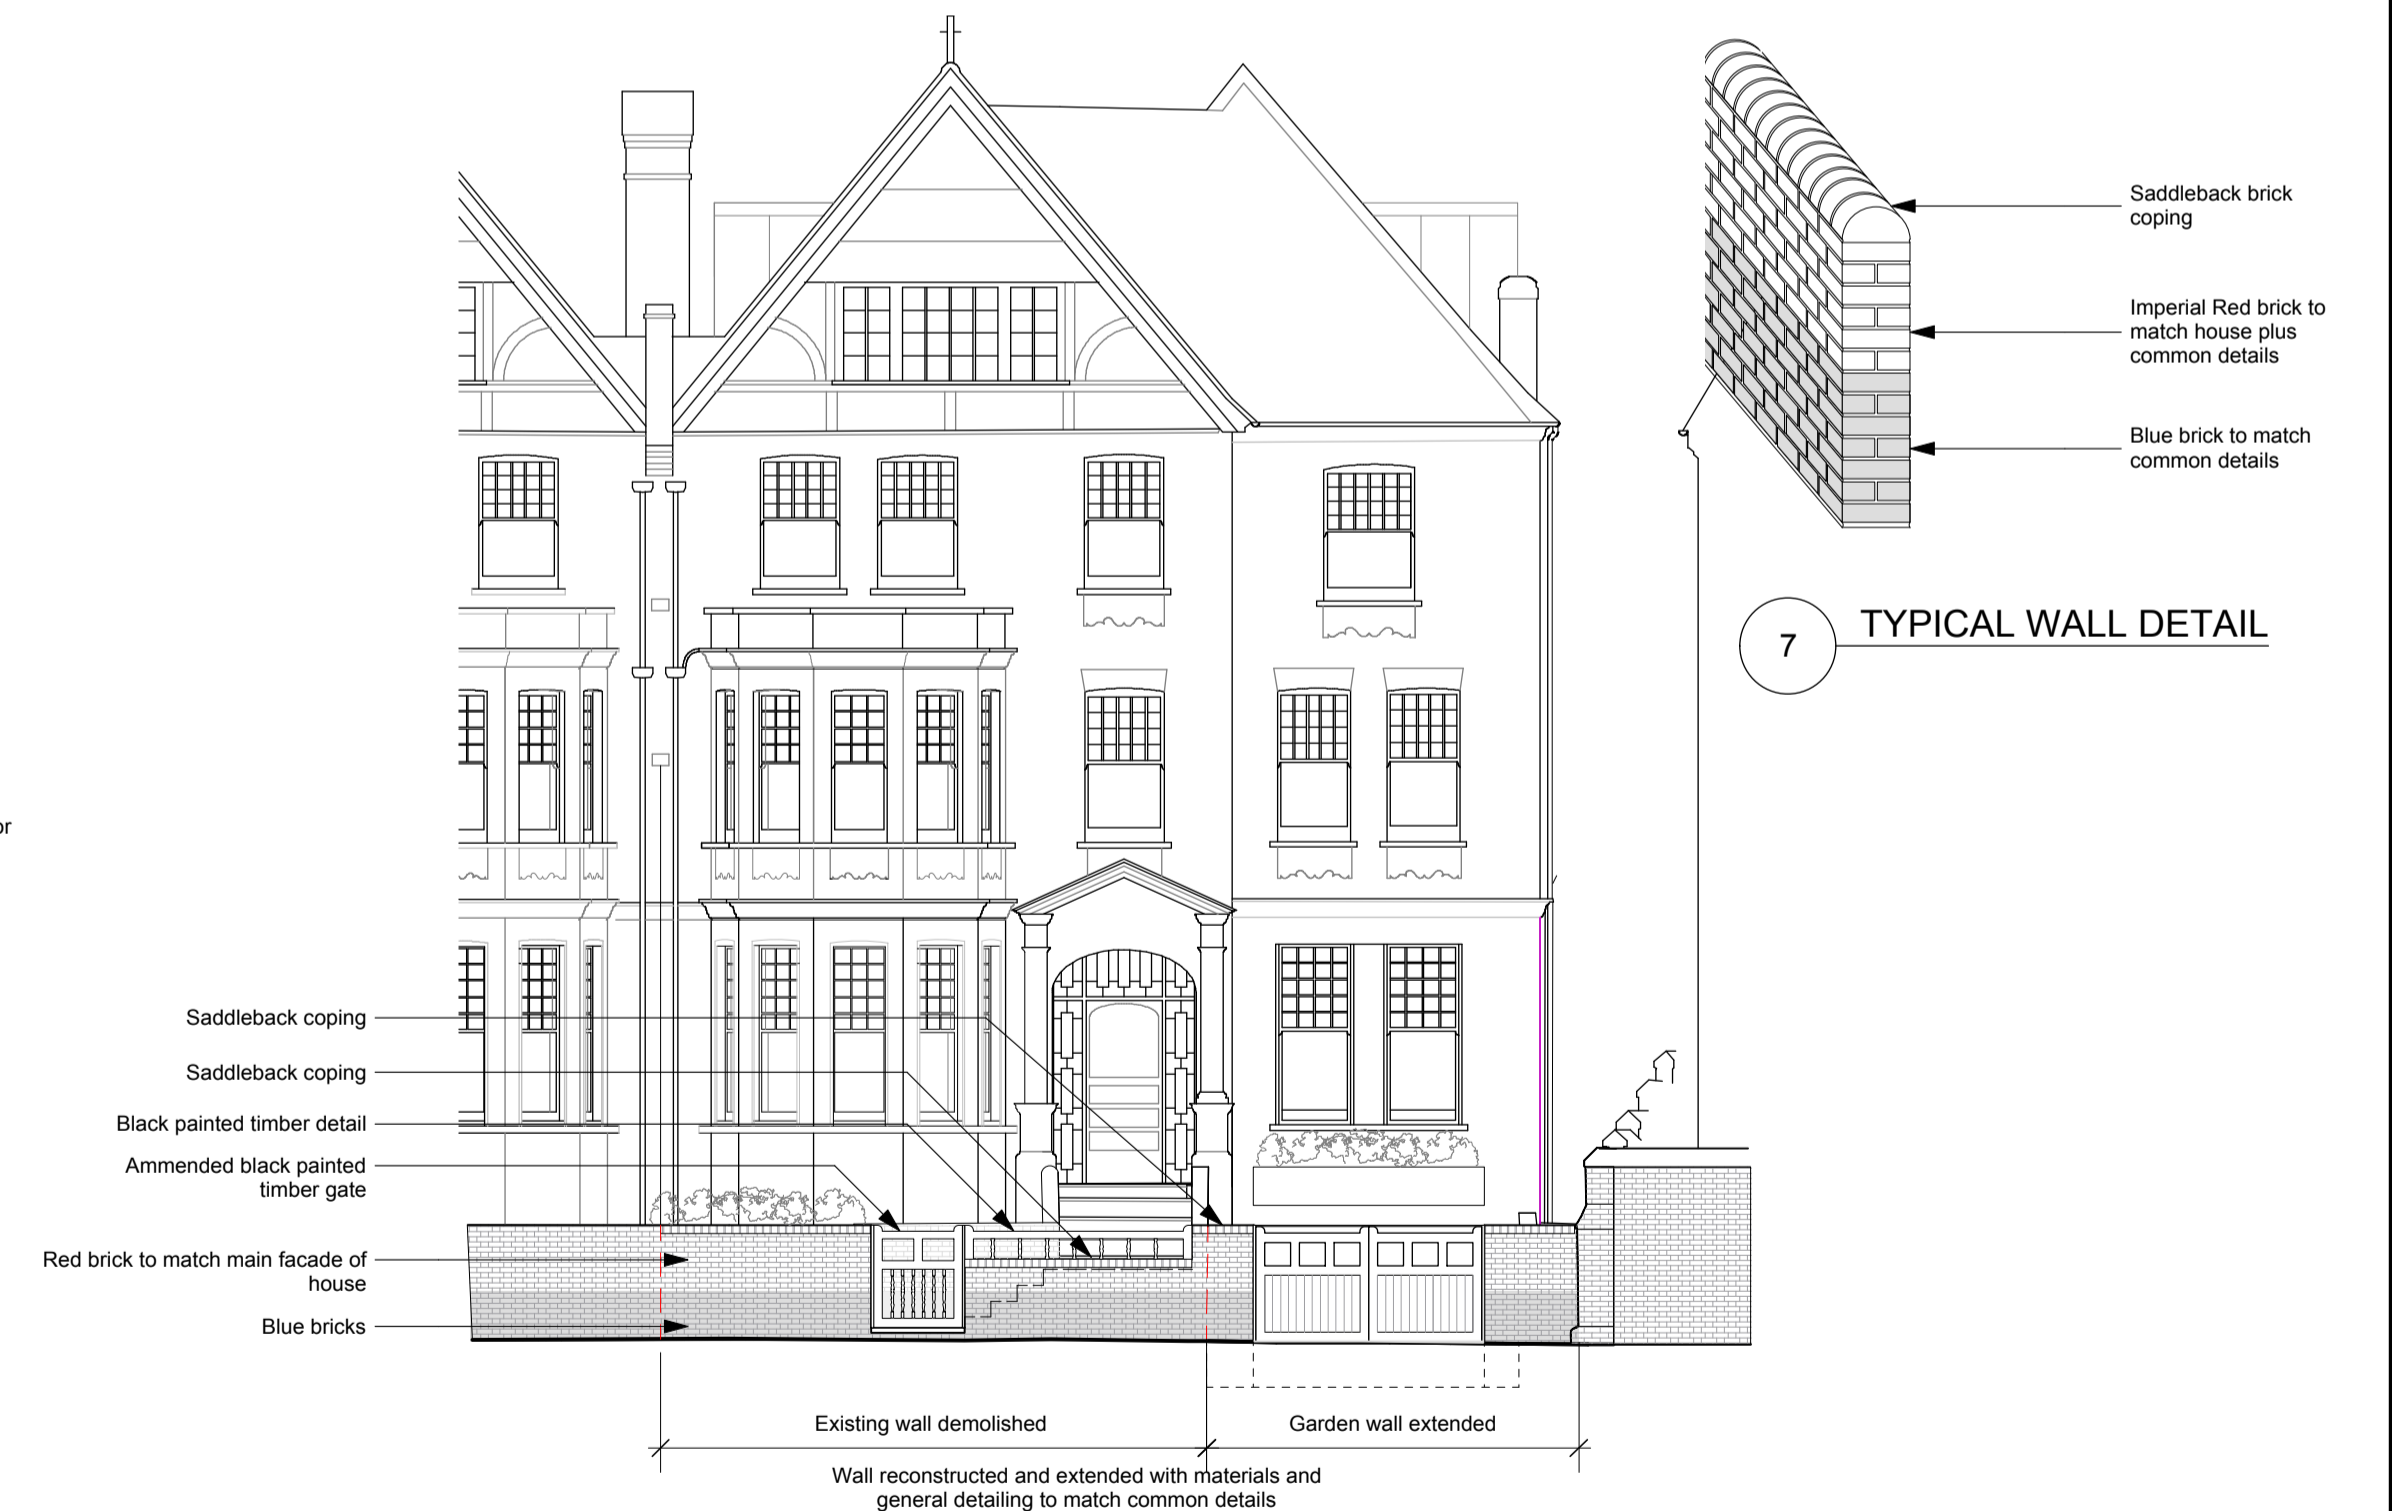 Saddleback brick
coping
Imperial Red brick to
match house plus
common details
Blue brick to match
common details
7
TYPICAL WALL DETAIL
or
Saddleback coping
Saddleback coping
Black painted timber detail
Ammended black painted
timber gate
Red brick to match main facade of
house
Blue bricks
Existing wall demolished
Garden wall extended
Wall reconstructed and extended with materials and
general detailing to match common details